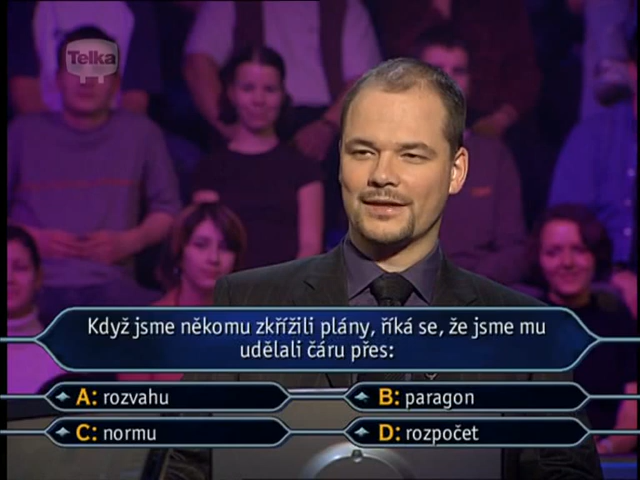 Telka
Když jsme někomu zkřížili plány, říká se, že jsme mu
udělali čáru přes:
A: rozvahu
B: paragon
C: normu
D: rozpočet